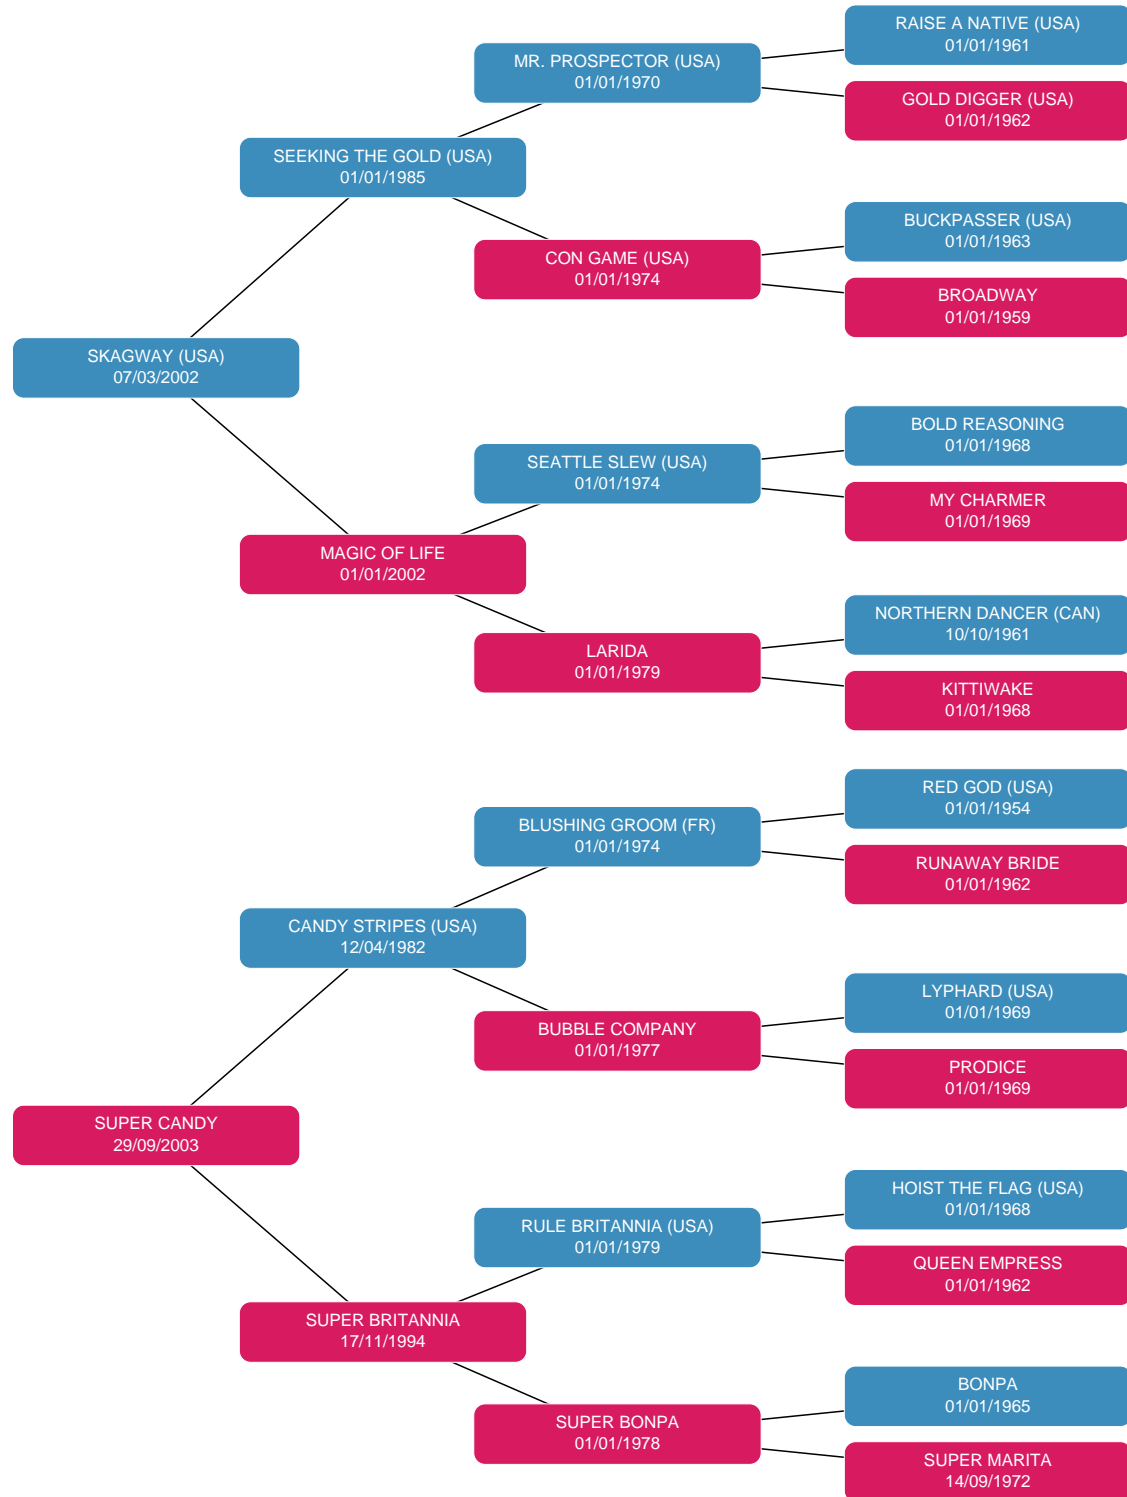 RAISE A NATIVE (USA)
01/01/1961
MR. PROSPECTOR (USA)
01/01/1970
GOLD DIGGER (USA)
01/01/1962
SEEKING THE GOLD (USA)
01/01/1985
BUCKPASSER (USA)
01/01/1963
CON GAME (USA)
01/01/1974
BROADWAY
01/01/1959
SKAGWAY (USA)
07/03/2002
BOLD REASONING
01/01/1968
SEATTLE SLEW (USA)
01/01/1974
MY CHARMER
01/01/1969
MAGIC OF LIFE
01/01/2002
NORTHERN DANCER (CAN)
10/10/1961
LARIDA
01/01/1979
KITTIWAKE
01/01/1968
RED GOD (USA)
01/01/1954
BLUSHING GROOM (FR)
01/01/1974
RUNAWAY BRIDE
01/01/1962
CANDY STRIPES (USA)
12/04/1982
LYPHARD (USA)
01/01/1969
BUBBLE COMPANY
01/01/1977
PRODICE
01/01/1969
SUPER CANDY
29/09/2003
HOIST THE FLAG (USA)
01/01/1968
RULE BRITANNIA (USA)
01/01/1979
QUEEN EMPRESS
01/01/1962
SUPER BRITANNIA
17/11/1994
BONPA
01/01/1965
SUPER BONPA
01/01/1978
SUPER MARITA
14/09/1972